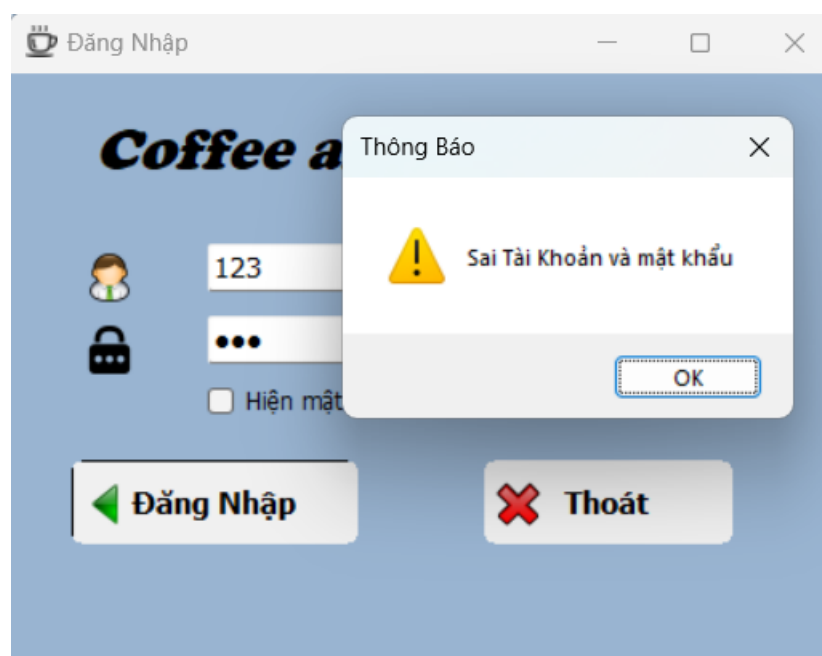 Đăng Nhập
Coffee a
Thông Báo
Sai Tài Khoản và mật khẩu
OK
123
Hiện mật
Đăng Nhập
Thoát